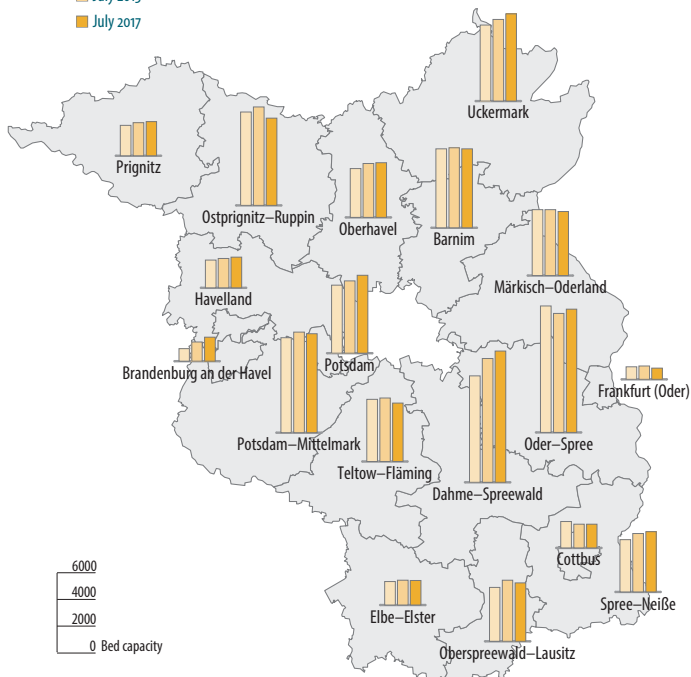 July 2017
Uckermark
Prignitz
Ostprignitz–Ruppin
Oberhavel
Barnim
Märkisch–Oderland
Havelland
Potsdam
Brandenburg an der Havel
Frankfurt (Oder)
Potsdam–Mittelmark
Oder–Spree
Teltow–Fläming
Dahme–Spreewald
Cottbus
6000
4000
2000
0 Bed capacity
Spree–Neiße
Elbe–Elster
Oberspreewald–Lausitz